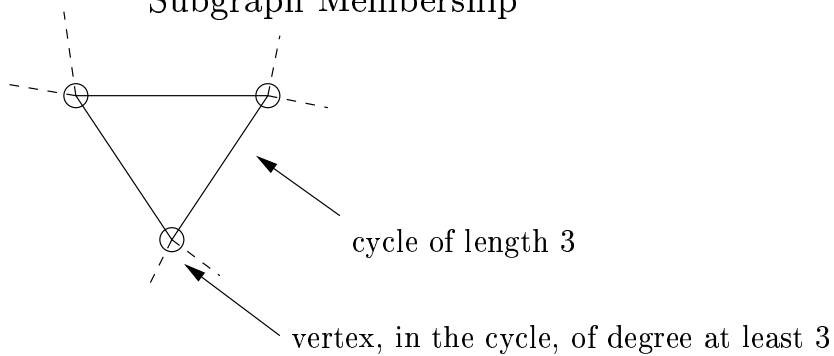 Subgraph Membership
cycle of length 3
vertex, in the cycle, of degree at least 3